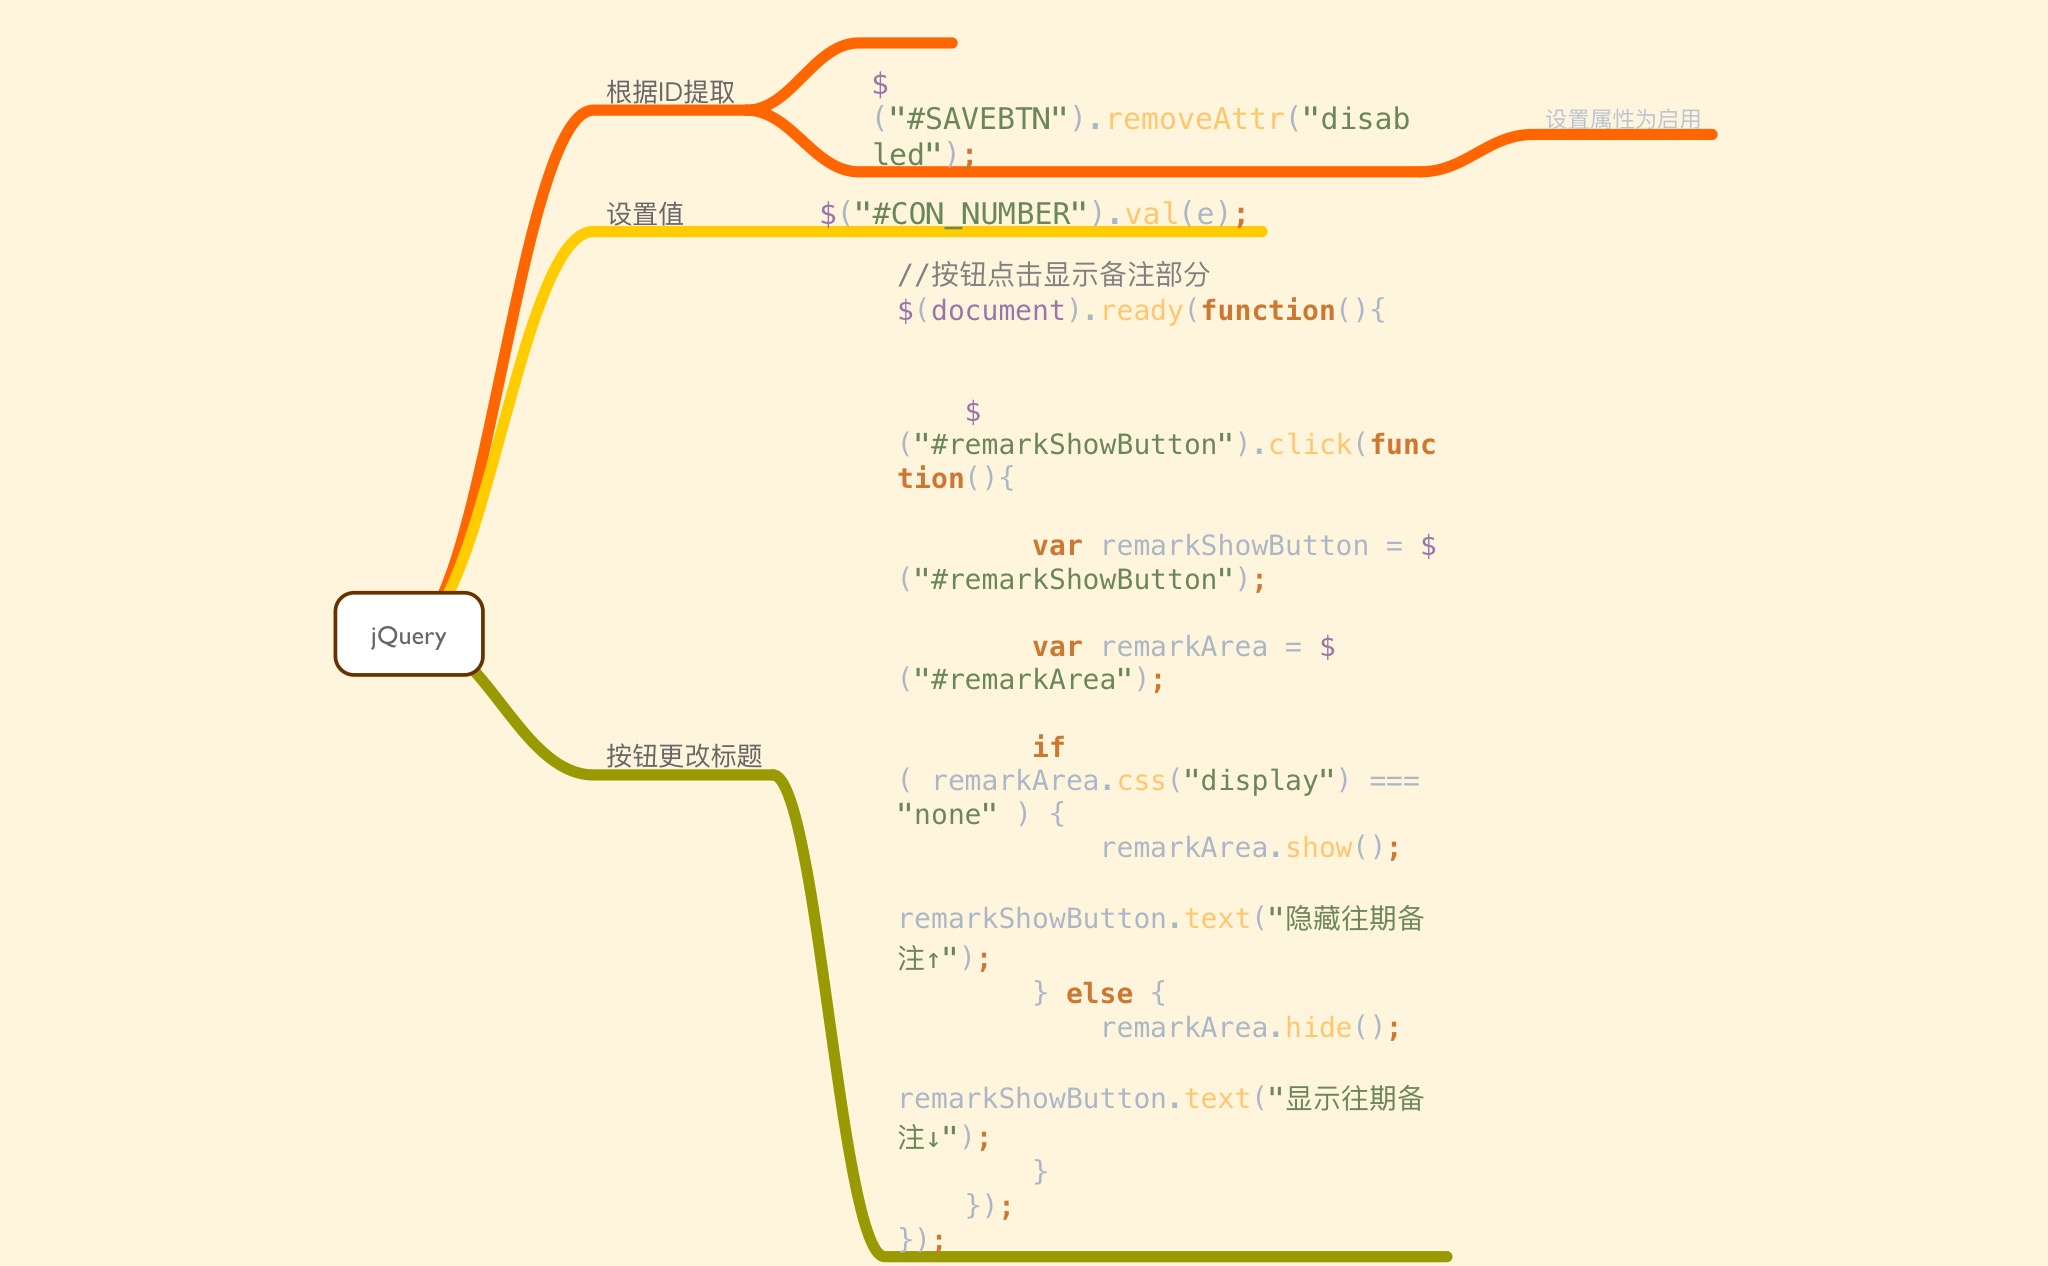 根据ID提取
$
("#SAVEBTN").removeAttr("disab
led");
设置属性为启用
设置值
$("#CON_NUMBER").val(e);
//按钮点击显示备注部分
$(document).ready(function(){
$
("#remarkShowButton").click(func
tion(){
var remarkShowButton = $
("#remarkShowButton");
var remarkArea = $
("#remarkArea");
if
( remarkArea.css("display") ===
"none" ) {
remarkArea.show();
remarkShowButton.text("隐藏往期备
注↑");
} else {
remarkArea.hide();
remarkShowButton.text("显示往期备
注↓");
}
});
});
jQuery
按钮更改标题